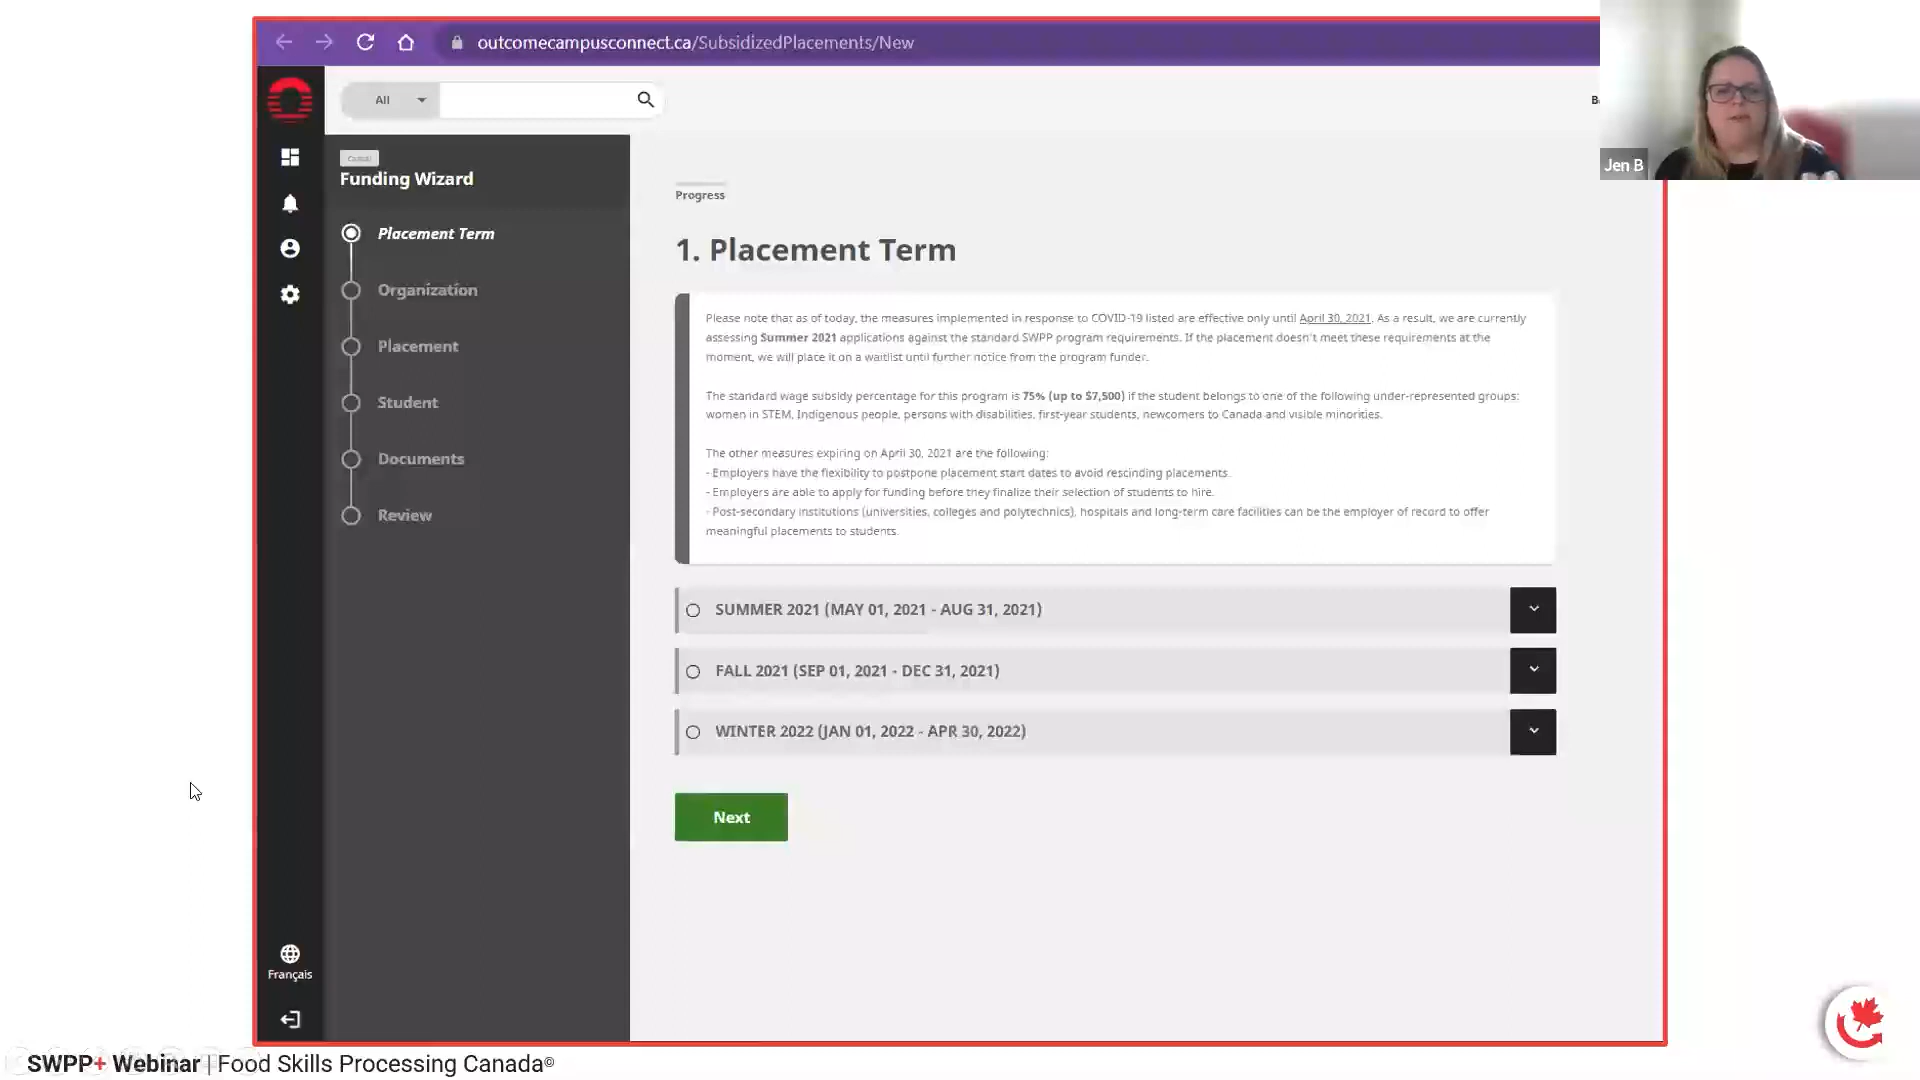 outcomecampusconnect.ca/SubsidizedPlacements/New
All
Jen B
Funding Wizard
Placement Term
Organization
Placement
Student
Documents
Review
Français
Progress
1. Placement Term
Please note that as of today, the measures implemented in response to COVID-19 listed are effective only until April 30, 2021. As a result, we are currently
assessing Summer 2021 applications against the standard SWPP program requirements. If the placement doesn't meet these requirements at the
moment, we will place it on a waitlist until further notice from the program funder.
The standard wage subsidy percentage for this program is 75% (up to $7,500) if the student belongs to one of the following under-represented groups:
women in STEM, Indigenous people, persons with disabilities, first-year students, newcomers to Canada and visible minorities.
The other measures expiring on April 30, 2021 are the following:
- Employers have the flexibility to postpone placement start dates to avoid rescinding placements.
- Employers are able to apply for funding before they finalize their selection of students to hire.
- Post-secondary institutions (universities, colleges and polytechnics), hospitals and long-term care facilities can be the employer of record to offer
meaningful placements to students.
SUMMER 2021 (MAY 01, 2021 - AUG 31, 2021)
FALL 2021 (SEP 01, 2021 - DEC 31, 2021)
WINTER 2022 (JAN 01, 2022 - APR 30, 2022)
Next
SWPP+ Webinar | Food Skills Processing Canada©